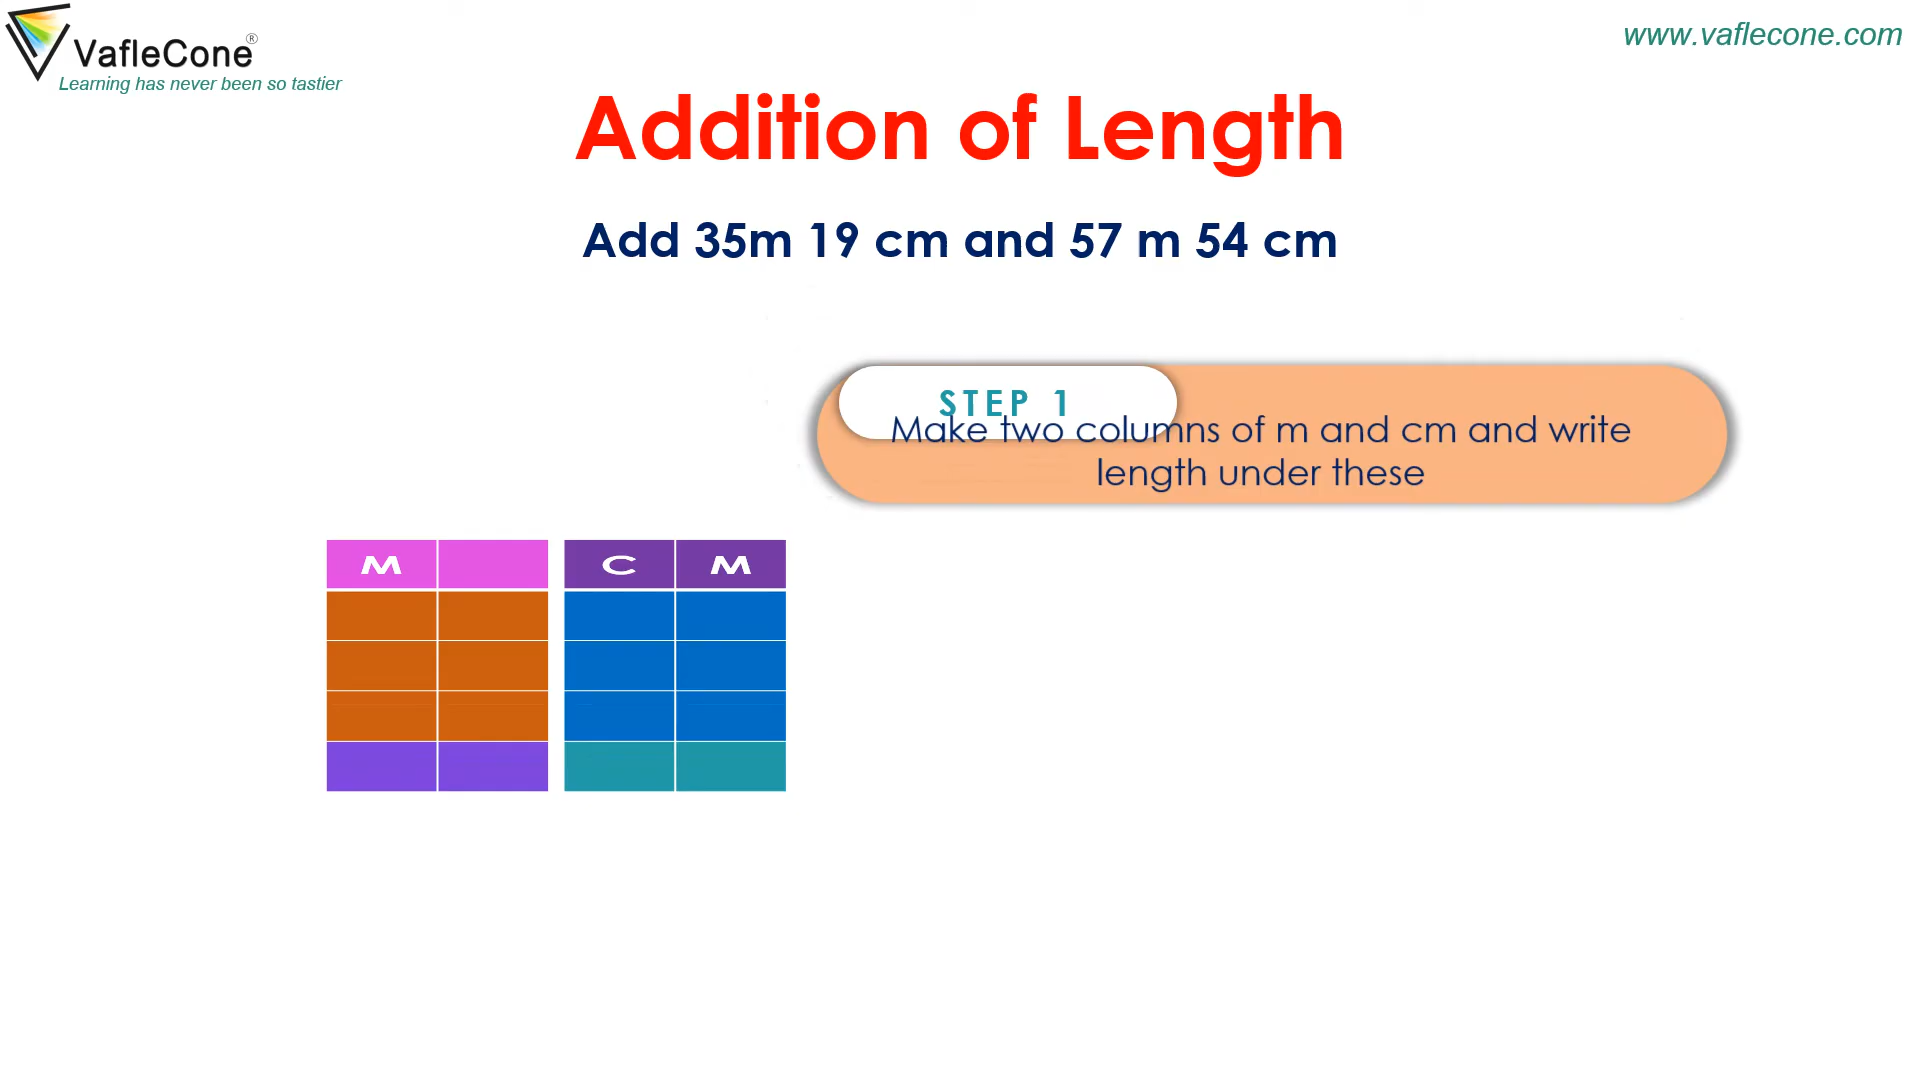 VafleCone®
www.vaflecone.com
Learning has never been so tastier
Addition of Length
Add 35m 19 cm and 57 m 54 cm
STEP 1
Make two columns of m and cm and write
length under these
M C M